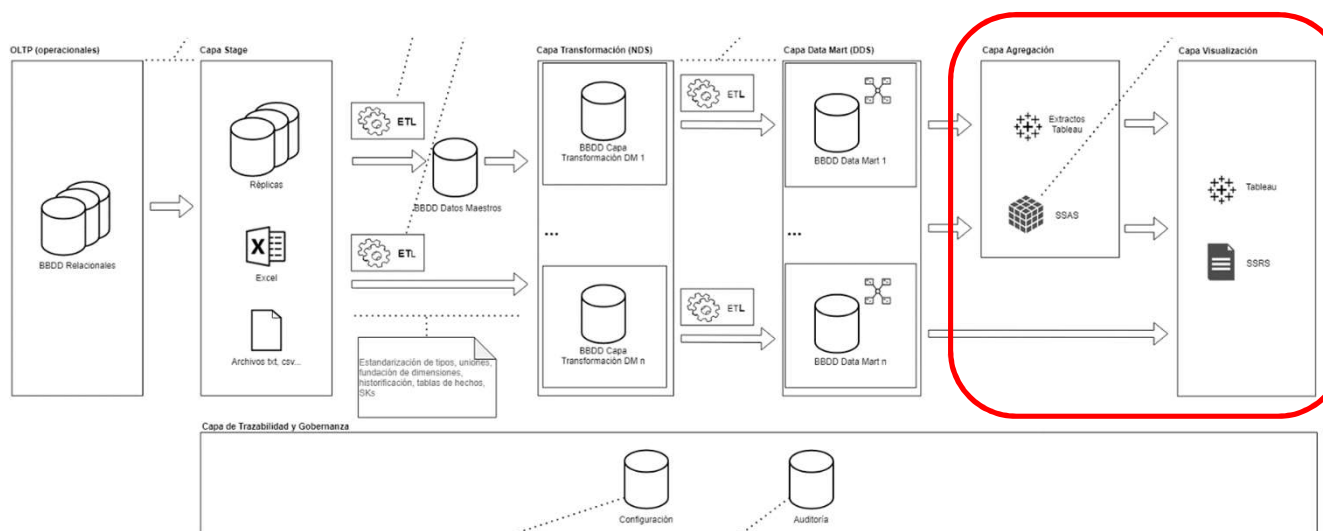 OLTP (operacionales)
BBDD Relacionales
Capa Stage
Réplicas
Excel
Archivos txt, csv...
ETL
BBDD Datos Maestros
ETL
Estandarización de tipos, uniones,
fundación de dimensiones,
historificación, tablas de hechos,
SKs
Capa Transformación (NDS)
BBDD Capa
Transformación DM 1
...
BBDD Capa
Transformación DM n
ETL
ETL
Capa Data Mart (DDS)
BBDD Data Mart 1
...
BBDD Data Mart n
Capa Agregación
Extractos
Tableau
SSAS
Capa Visualización
Tableau
SSRS
Capa de Trazabilidad y Gobernanza
Configuración
Auditoría